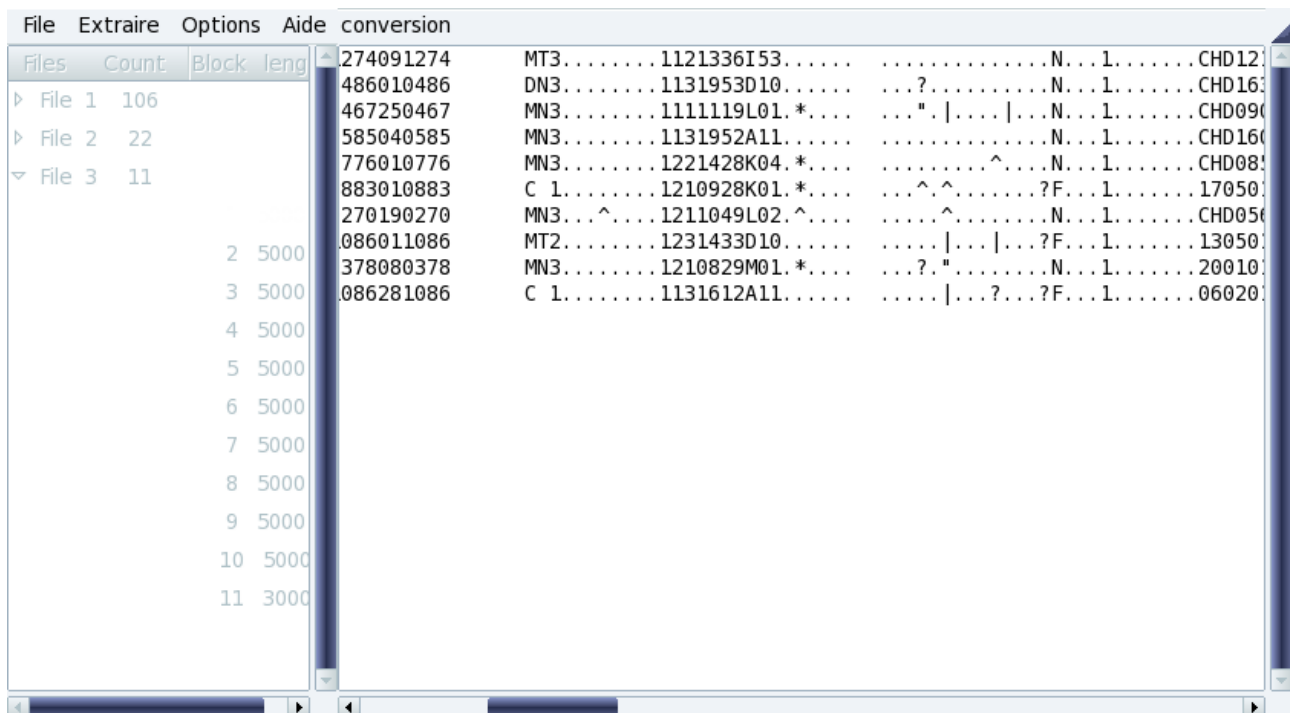 File Extraire Options Aide conversion
Files Count Block leng
File 1 106
File 2 22
File 3 11
2 5000
3 5000
4 5000
5 5000
6 5000
7 5000
8 5000
9 5000
10 5000
11 3000
274091274 MT3........1121336I53...... ...............N...1.......CHD12
486010486 DN3........1131953D10...... ...?...........N...1.......CHD16
467250467 MN3........1111119L01.*.... ...".|....|...N...1.......CHD09
585040585 MN3........1131952A11...... ...............N...1.......CHD16
776010776 MN3........1221428K04.*.... .........^....N...1.......CHD08
883010883 C 1........1210928K01.*.... ...^.^.......?F...1.......17050
270190270 MN3...^....1211049L02.^.... .....^.........N...1.......CHD05
086011086 MT2........1231433D10...... .....|...|...?F...1.......13050
378080378 MN3........1210829M01.*.... ...?.".........N...1.......20010
086281086 C 1........1131612A11...... .....|...?...?F...1.......06020